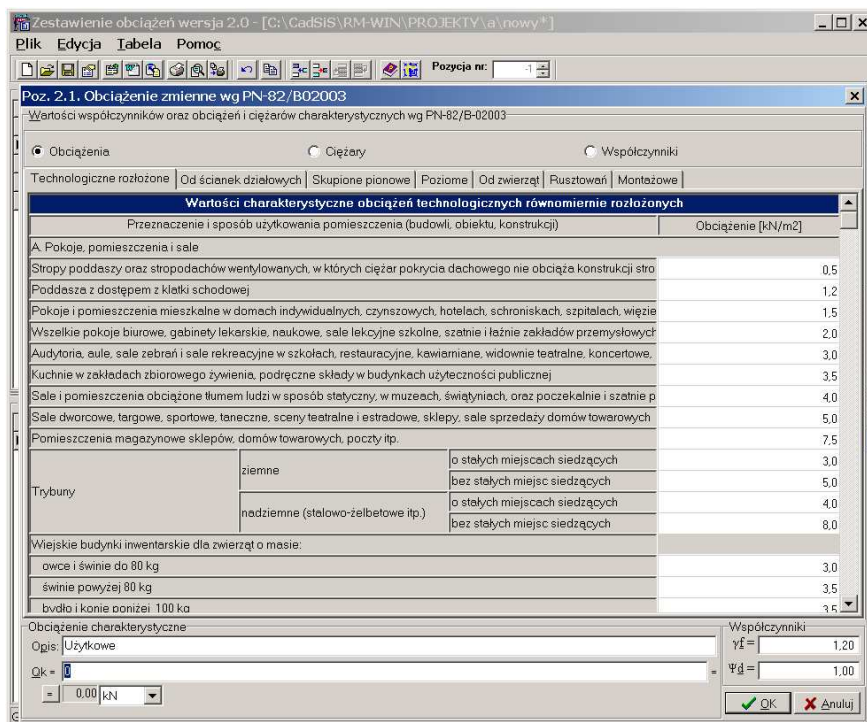 Zestawienie obciążeń wersja 2.0 - [C:\CadSiS\RM-WIN\PROJEKTY\a\nowy*]
Plik Edycja Tabela Pomoc
Pozycja nr: -1
Poz. 2.1. Obciążenie zmienne wg PN-82/B02003
Wartości współczynników oraz obciążeń i ciężarów charakterystycznych wg PN-82/B-02003
Obciążenia Ciężary Współczynniki
Technologiczne rozłożone Od ścianek działowych Skupione pionowe Poziome Od zwierząt Rusztowań Montażowe
Wartości charakterystyczne obciążeń technologicznych równomiernie rozłożonych
Przeznaczenie i sposób użytkowania pomieszczenia (budowli, obiektu, konstrukcji) Obciążenie [kN/m2]
A. Pokoje, pomieszczenia i sale
Stropy poddaszy oraz stropodachów wentylowanych, w których ciężar pokrycia dachowego nie obciąża konstrukcji stro 0,5
Poddasza z dostępem z klatki schodowej 1,2
Pokoje i pomieszczenia mieszkalne w domach indywidualnych, czynszowych, hotelach, schroniskach, szpitalach, więzie 1,5
Wszelkie pokoje biurowe, gabinety lekarskie, naukowe, sale lekcyjne szkolne, szatnie i łaźnie zakładów przemysłowych 2,0
Audytoria, aule, sale zebrań i sale rekreacyjne w szkołach, restauracyjne, kawiarniane, widownie teatralne, koncertowe, 3,0
Kuchnie w zakładach zbiorowego żywienia, podręczne składy w budynkach użyteczności publicznej 3,5
Sale i pomieszczenia obciążone tłumem ludzi w sposób statyczny, w muzeach, świątyniach, oraz poczekalnie i szatnie p 4,0
Sale dworcowe, targowe, sportowe, taneczne, sceny teatralne i estradowe, sklepy, sale sprzedaży domów towarowych 5,0
Pomieszczenia magazynowe sklepów, domów towarowych, poczty itp. 7,5
Trybuny ziemne o stałych miejscach siedzących 3,0
bez stałych miejsc siedzących 5,0
nadziemne (stalowo-żelbetowe itp.) o stałych miejscach siedzących 4,0
bez stałych miejsc siedzących 8,0
Wiejskie budynki inwentarskie dla zwierząt o masie:
owce i świnie do 80 kg 3,0
świnie powyżej 80 kg 3,5
bydło i konie poniżej 100 kg 3,5
Obciążenie charakterystyczne Współczynniki
Opis: Użytkowe γf = 1,20
Qk = 0 = Ψd = 1,00
= 0,00 kN
OK Anuluj